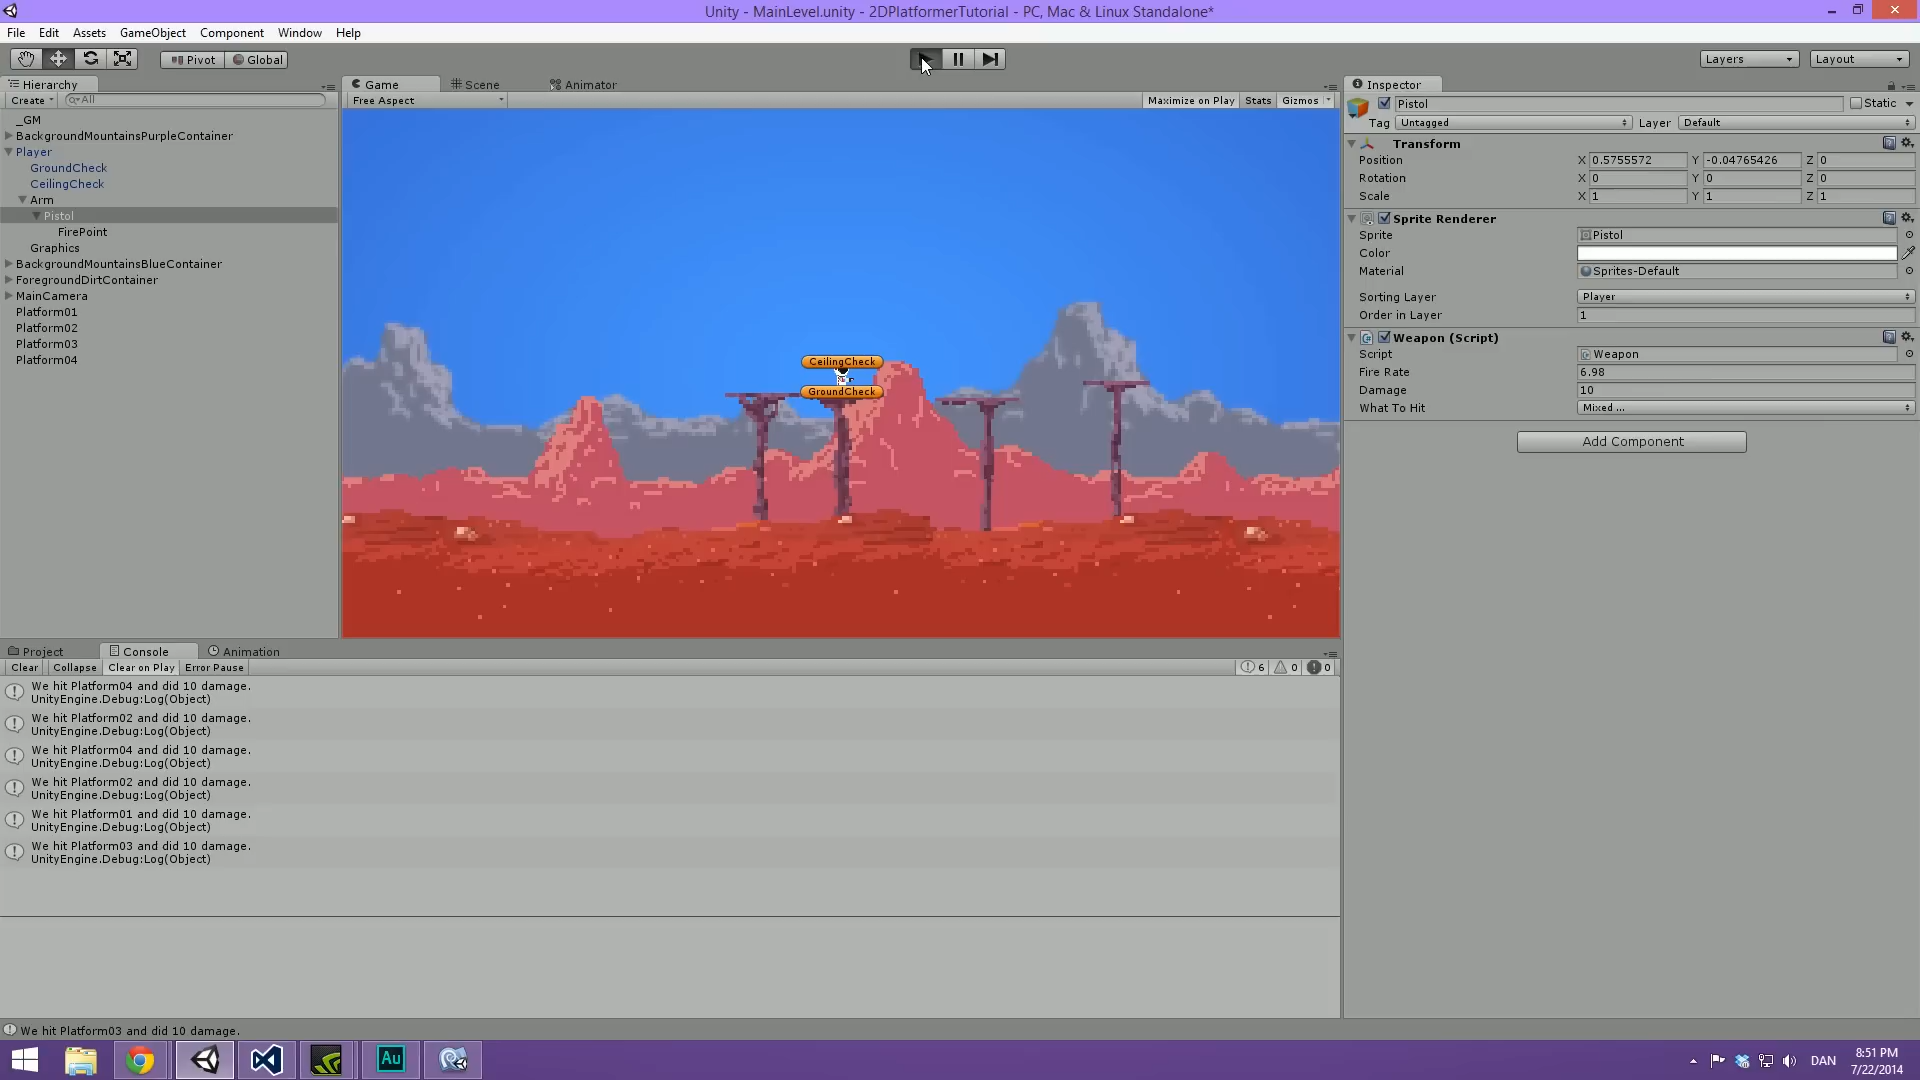 Unity - MainLevel.unity - 2DPlatformerTutorial - PC, Mac & Linux Standalone*
File Edit Assets GameObject Component Window Help
Pivot Global Layers Layout
Hierarchy
Create All
_GM
BackgroundMountainsPurpleContainer
Player
GroundCheck
CeilingCheck
Arm
Pistol
FirePoint
Graphics
BackgroundMountainsBlueContainer
ForegroundDirtContainer
MainCamera
Platform01
Platform02
Platform03
Platform04
Game Scene Animator
Free Aspect Maximize on Play Stats Gizmos
CeilingCheck
GroundCheck
Inspector
Pistol Static
Tag Untagged Layer Default
Transform
Position X 0.5755572 Y -0.04765426 Z 0
Rotation X 0 Y 0 Z 0
Scale X 1 Y 1 Z 1
Sprite Renderer
Sprite Pistol
Color
Material Sprites-Default
Sorting Layer Player
Order in Layer 1
Weapon (Script)
Script Weapon
Fire Rate 6.98
Damage 10
What To Hit Mixed ...
Add Component
Project Console Animation
Clear Collapse Clear on Play Error Pause 6 0 0
We hit Platform04 and did 10 damage.
UnityEngine.Debug:Log(Object)
We hit Platform02 and did 10 damage.
UnityEngine.Debug:Log(Object)
We hit Platform04 and did 10 damage.
UnityEngine.Debug:Log(Object)
We hit Platform02 and did 10 damage.
UnityEngine.Debug:Log(Object)
We hit Platform01 and did 10 damage.
UnityEngine.Debug:Log(Object)
We hit Platform03 and did 10 damage.
UnityEngine.Debug:Log(Object)
We hit Platform03 and did 10 damage.
Au
DAN
8:51 PM
7/22/2014